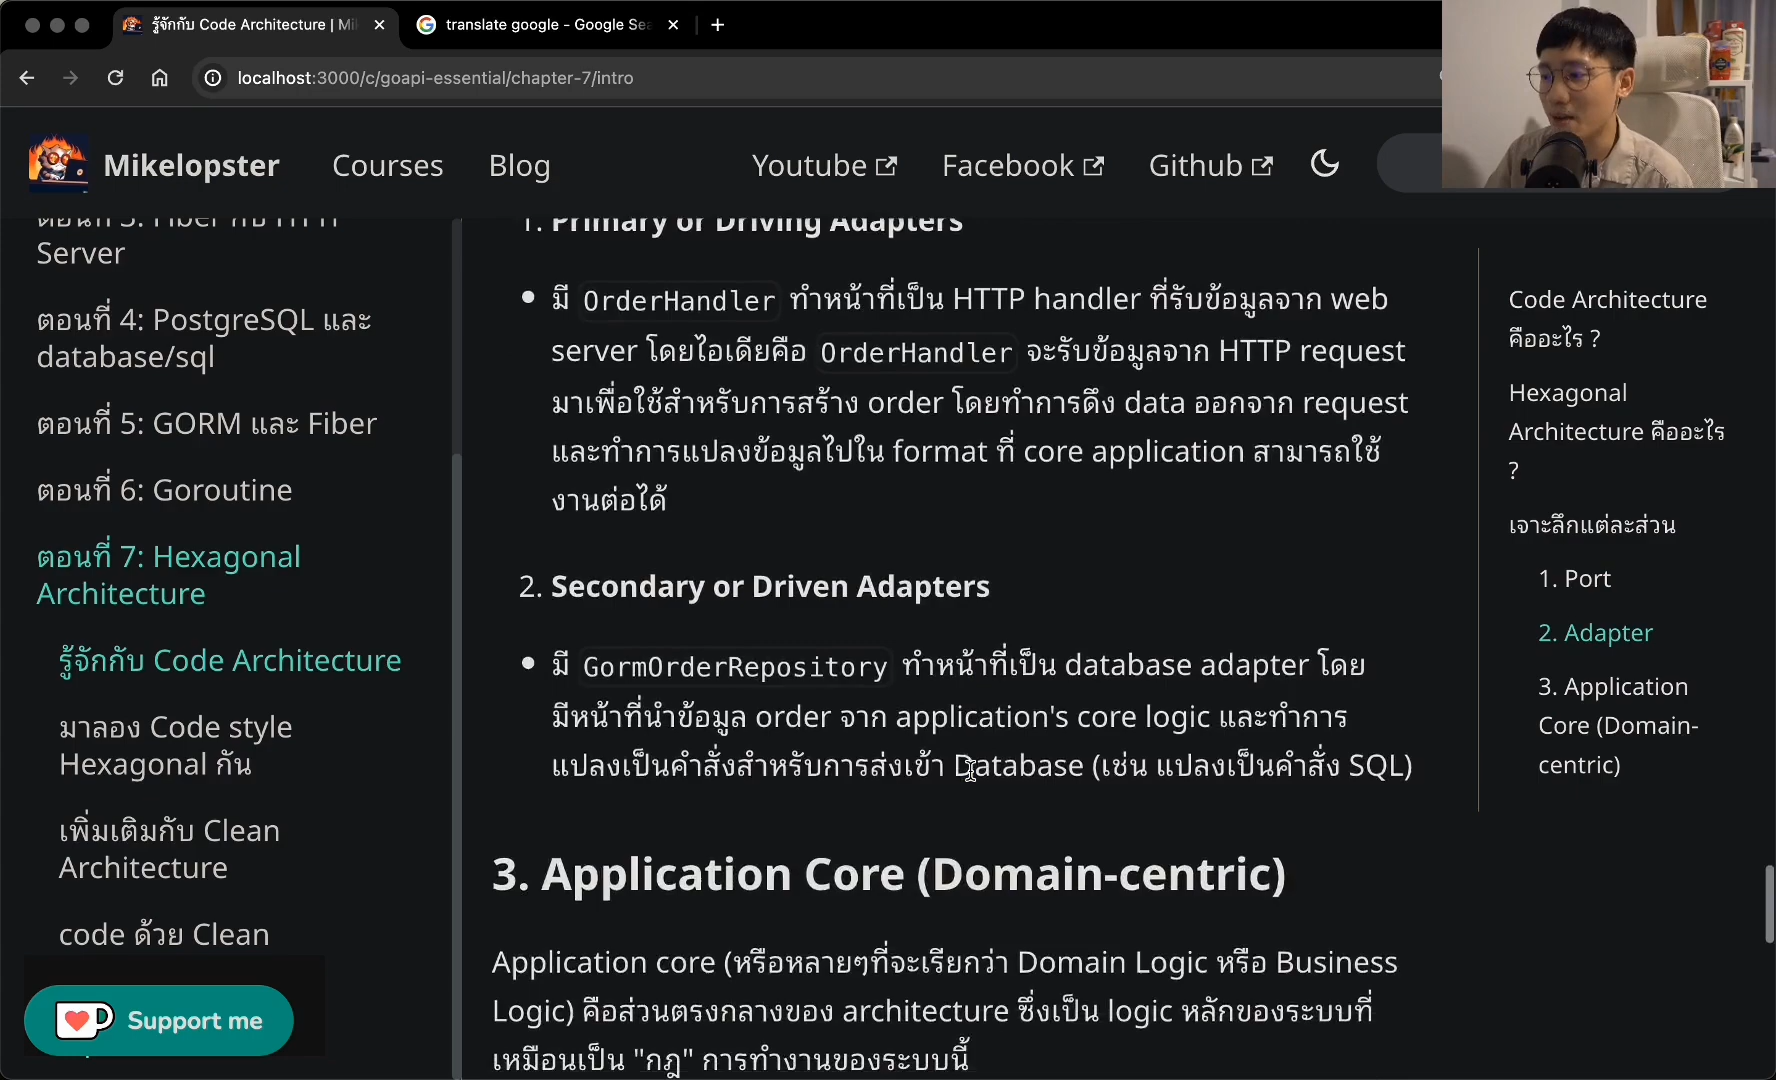 รู้จักกับ Code Architecture | Mi
translate google - Google Sea
localhost:3000/c/goapi-essential/chapter-7/intro
Mikelopster
Courses
Blog
Youtube
Facebook
Github
ตอนที่ 3: Fiber กับ HTTP
Server
ตอนที่ 4: PostgreSQL และ
database/sql
ตอนที่ 5: GORM และ Fiber
ตอนที่ 6: Goroutine
ตอนที่ 7: Hexagonal
Architecture
รู้จักกับ Code Architecture
มาลอง Code style
Hexagonal กัน
เพิ่มเติมกับ Clean
Architecture
code ด้วย Clean
Support me
1. Primary or Driving Adapters
มี OrderHandler ทำหน้าที่เป็น HTTP handler ที่รับข้อมูลจาก web
server โดยไอเดียคือ OrderHandler จะรับข้อมูลจาก HTTP request
มาเพื่อใช้สำหรับการสร้าง order โดยทำการดึง data ออกจาก request
และทำการแปลงข้อมูลไปใน format ที่ core application สามารถใช้
งานต่อได้
2. Secondary or Driven Adapters
มี GormOrderRepository ทำหน้าที่เป็น database adapter โดย
มีหน้าที่นำข้อมูล order จาก application's core logic และทำการ
แปลงเป็นคำสั่งสำหรับการส่งเข้า Database (เช่น แปลงเป็นคำสั่ง SQL)
3. Application Core (Domain-centric)
Application core (หรือหลายๆที่จะเรียกว่า Domain Logic หรือ Business
Logic) คือส่วนตรงกลางของ architecture ซึ่งเป็น logic หลักของระบบที่
เหมือนเป็น "กฎ" การทำงานของระบบนี้
Code Architecture
คืออะไร ?
Hexagonal
Architecture คืออะไร
?
เจาะลึกแต่ละส่วน
1. Port
2. Adapter
3. Application
Core (Domain-
centric)